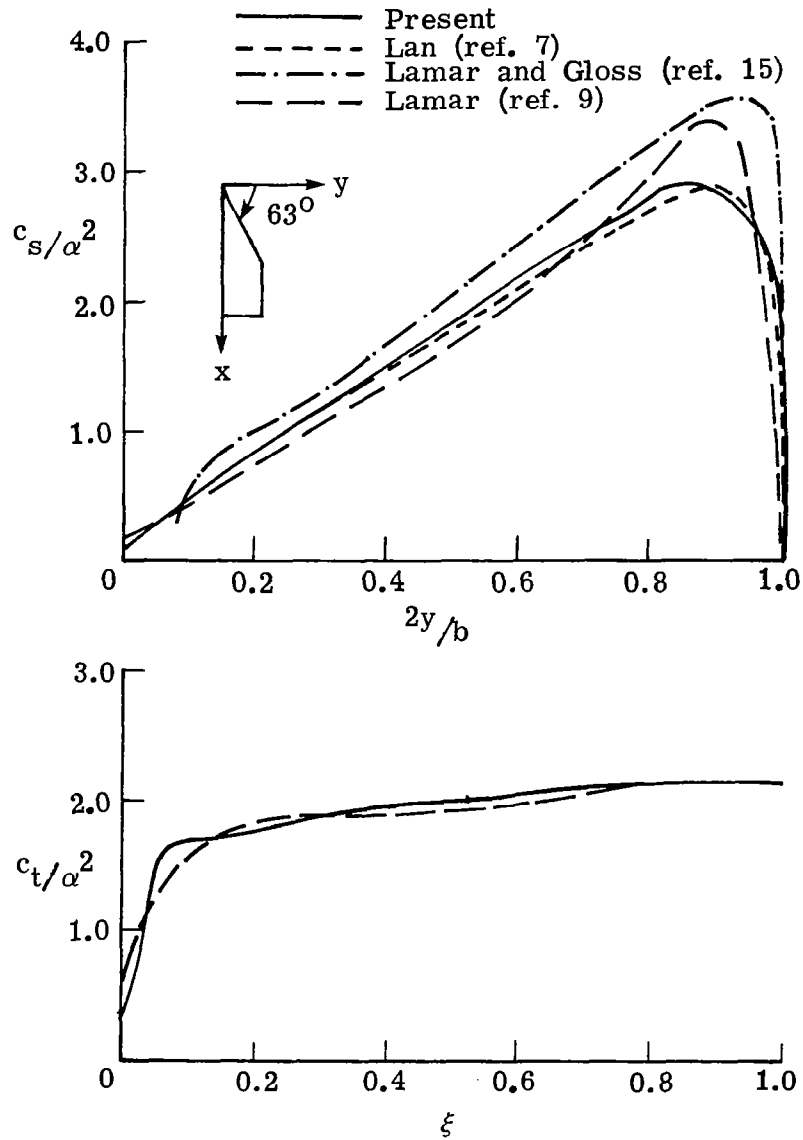 Present
Lan (ref. 7)
Lamar and Gloss (ref. 15)
Lamar (ref. 9)
4.0
3.0
2.0
1.0
c_s/α²
y
63°
x
0
0.2
0.4
0.6
0.8
1.0
2y/b
3.0
2.0
1.0
c_t/α²
0
0.2
0.4
0.6
0.8
1.0
ξ